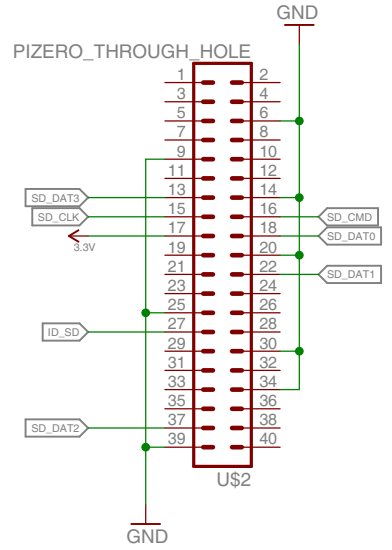 GND
PIZERO_THROUGH_HOLE
1 2
3 4
5 6
7 8
9 10
11 12
SD_DAT3 13 14
SD_CLK 15 16 SD_CMD
3.3V 17 18 SD_DAT0
19 20
21 22 SD_DAT1
23 24
25 26
ID_SD 27 28
29 30
31 32
33 34
35 36
SD_DAT2 37 38
39 40
U$2
GND